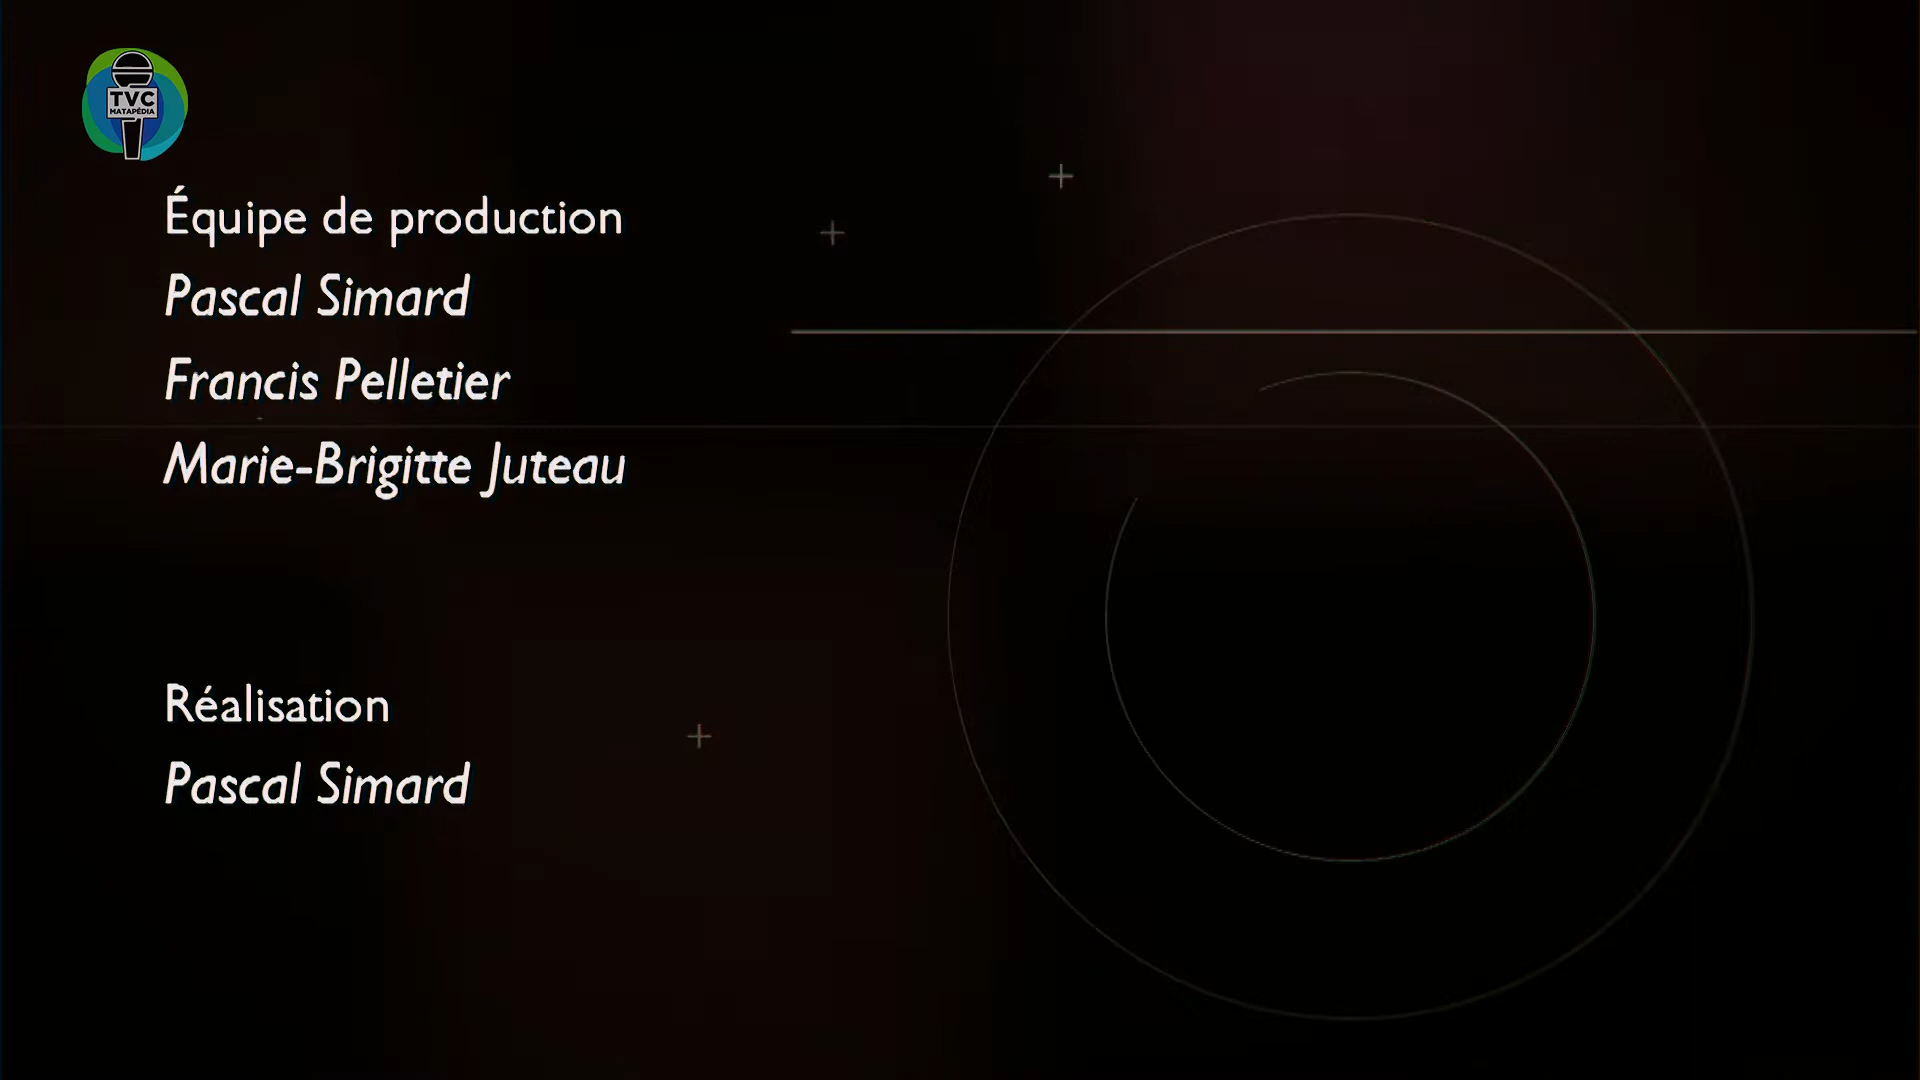 TVC
MATAPÉDIA
Équipe de production
Pascal Simard
Francis Pelletier
Marie-Brigitte Juteau
Réalisation
Pascal Simard